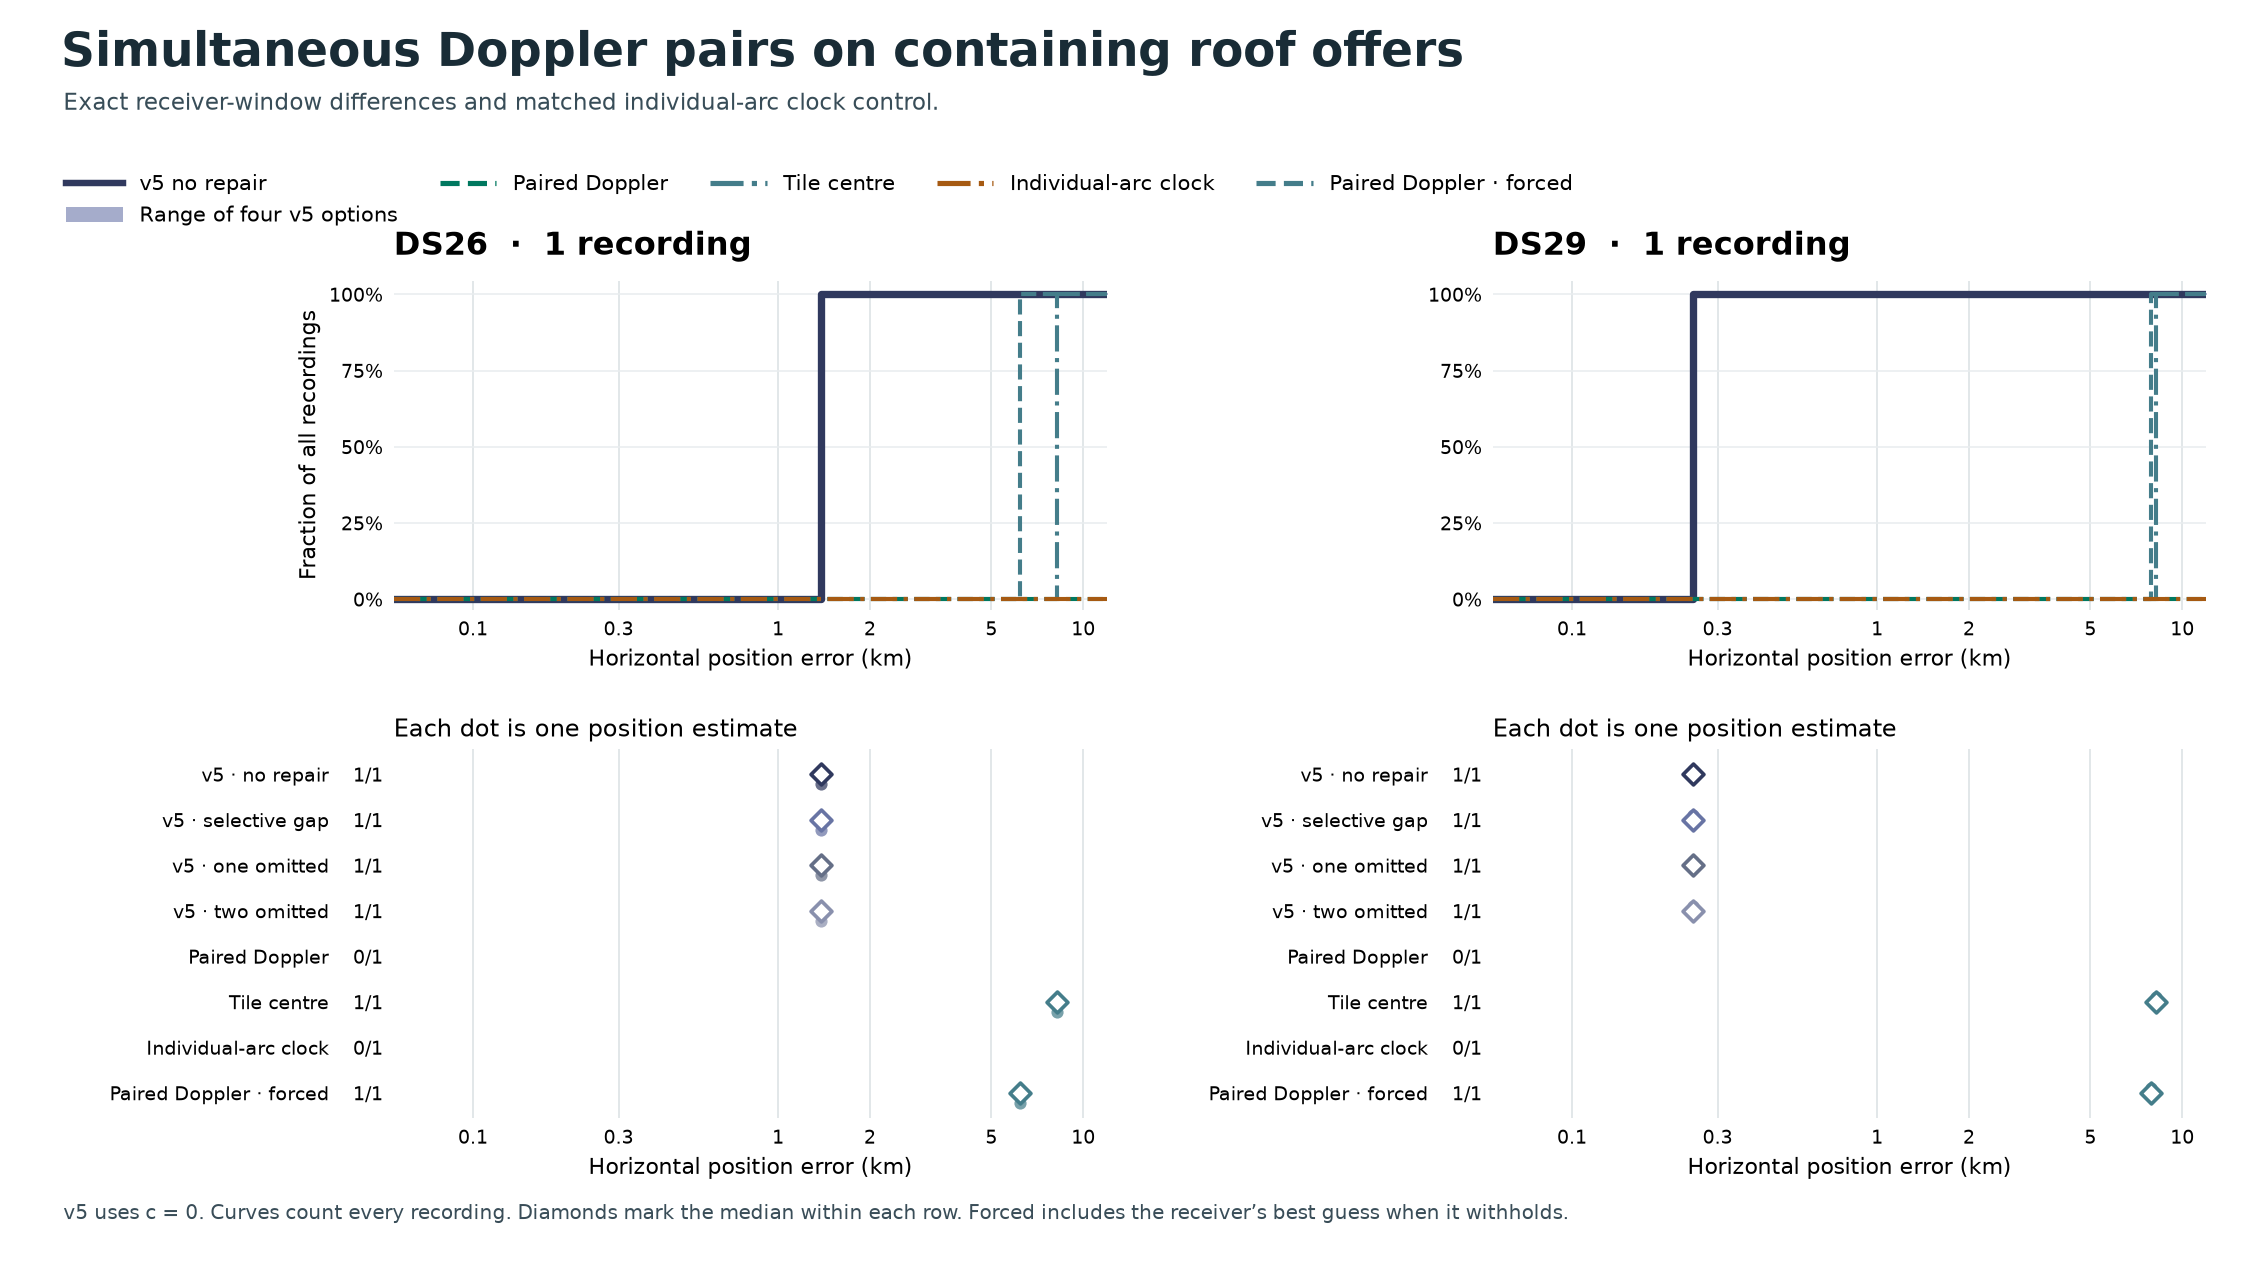 Simultaneous Doppler pairs on containing roof offers
Exact receiver-window differences and matched individual-arc clock control.
v5 no repair
Paired Doppler
Tile centre
Individual-arc clock
Paired Doppler · forced
Range of four v5 options
DS26 · 1 recording
100%
75%
50%
25%
0%
Fraction of all recordings
0.1 0.3 1 2 5 10
Horizontal position error (km)
DS29 · 1 recording
100%
75%
50%
25%
0%
0.1 0.3 1 2 5 10
Horizontal position error (km)
Each dot is one position estimate
v5 · no repair 1/1
v5 · selective gap 1/1
v5 · one omitted 1/1
v5 · two omitted 1/1
Paired Doppler 0/1
Tile centre 1/1
Individual-arc clock 0/1
Paired Doppler · forced 1/1
0.1 0.3 1 2 5 10
Horizontal position error (km)
Each dot is one position estimate
v5 · no repair 1/1
v5 · selective gap 1/1
v5 · one omitted 1/1
v5 · two omitted 1/1
Paired Doppler 0/1
Tile centre 1/1
Individual-arc clock 0/1
Paired Doppler · forced 1/1
0.1 0.3 1 2 5 10
Horizontal position error (km)
v5 uses c = 0. Curves count every recording. Diamonds mark the median within each row. Forced includes the receiver’s best guess when it withholds.